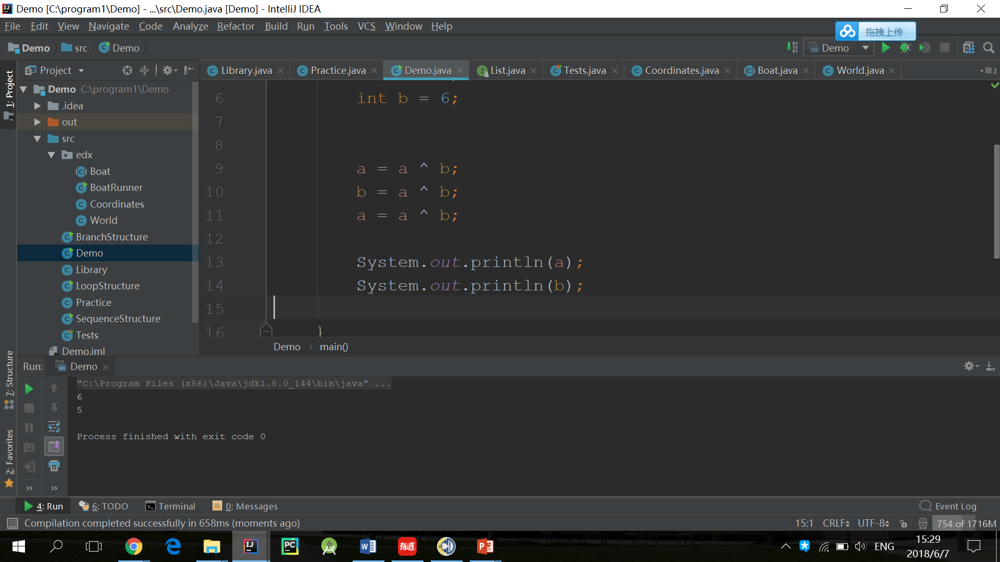 Demo [C:\program1\Demo] - ...\src\Demo.java [Demo] - IntelliJ IDEA
File Edit View Navigate Code Analyze Refactor Build Run Tools VCS Window Help
拖拽上传
Demo src Demo
Demo
1: Project
Project
Library.java Practice.java Demo.java List.java Tests.java Coordinates.java Boat.java World.java
2
Demo C:\program1\Demo
.idea
out
src
edx
Boat
BoatRunner
Coordinates
World
BranchStructure
Demo
Library
LoopStructure
Practice
SequenceStructure
Tests
Demo.iml
6 int b = 6;
7
8
9 a = a ^ b;
10 b = a ^ b;
11 a = a ^ b;
12
13 System.out.println(a);
14 System.out.println(b);
15
16 }
Demo › main()
7: Structure
2: Favorites
Run: Demo
"C:\Program Files (x86)\Java\jdk1.8.0_144\bin\java" ...
6
5
Process finished with exit code 0
4: Run 6: TODO Terminal 0: Messages Event Log
Compilation completed successfully in 658ms (moments ago) 15:1 CRLF UTF-8 754 of 1716M
PC
有道
ENG
15:29
2018/6/7